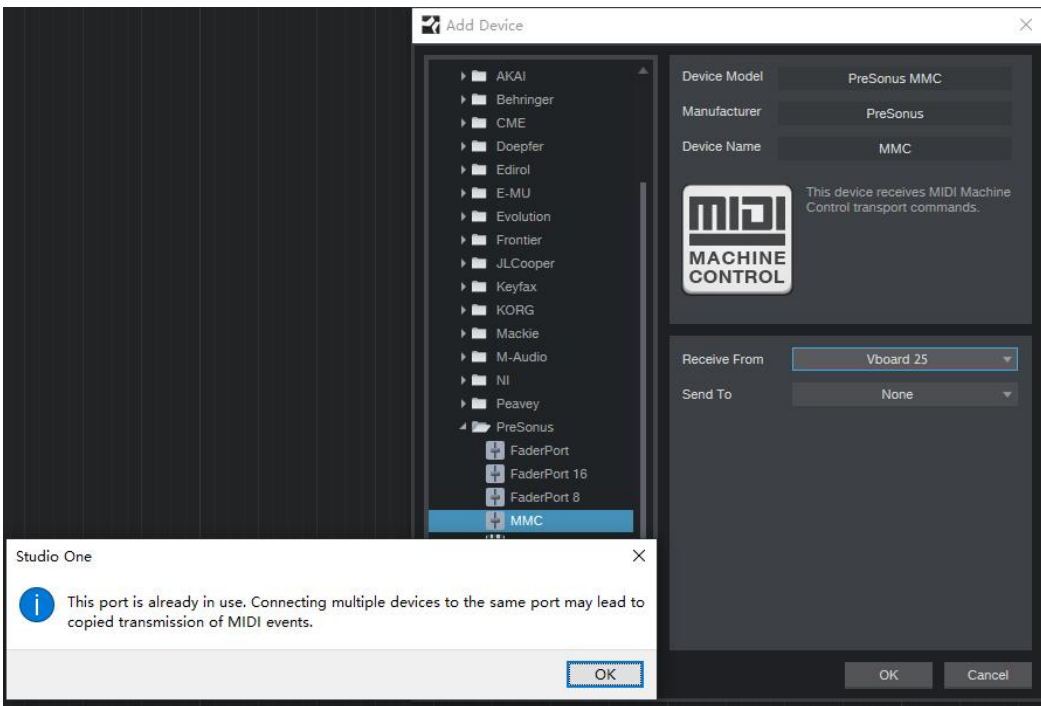 Add Device
AKAI
Behringer
CME
Doepfer
Edirol
E-MU
Evolution
Frontier
JLCooper
Keyfax
KORG
Mackie
M-Audio
NI
Peavey
PreSonus
FaderPort
FaderPort 16
FaderPort 8
MMC
Device Model PreSonus MMC
Manufacturer PreSonus
Device Name MMC
MIDI
MACHINE
CONTROL
This device receives MIDI Machine
Control transport commands.
Receive From Vboard 25
Send To None
OK Cancel
Studio One
This port is already in use. Connecting multiple devices to the same port may lead to
copied transmission of MIDI events.
OK